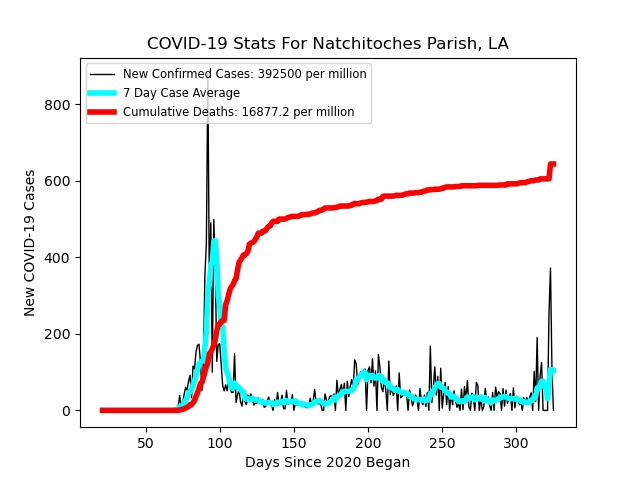 COVID-19 Stats For Natchitoches Parish, LA
New Confirmed Cases: 392500 per million
7 Day Case Average
Cumulative Deaths: 16877.2 per million
New COVID-19 Cases
800
600
400
200
0
50 100 150 200 250 300
Days Since 2020 Began